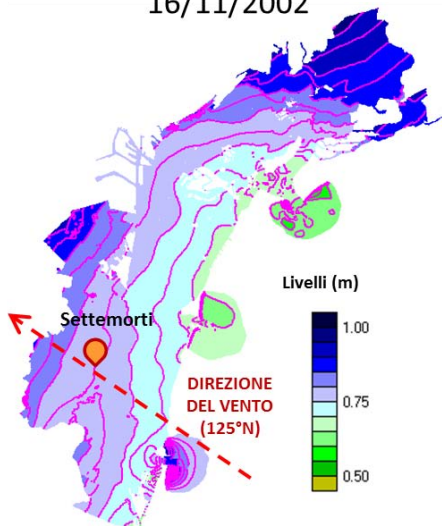 16/11/2002
Livelli (m)
1.00
0.75
0.50
Settemorti
DIREZIONE
DEL VENTO
(125°N)